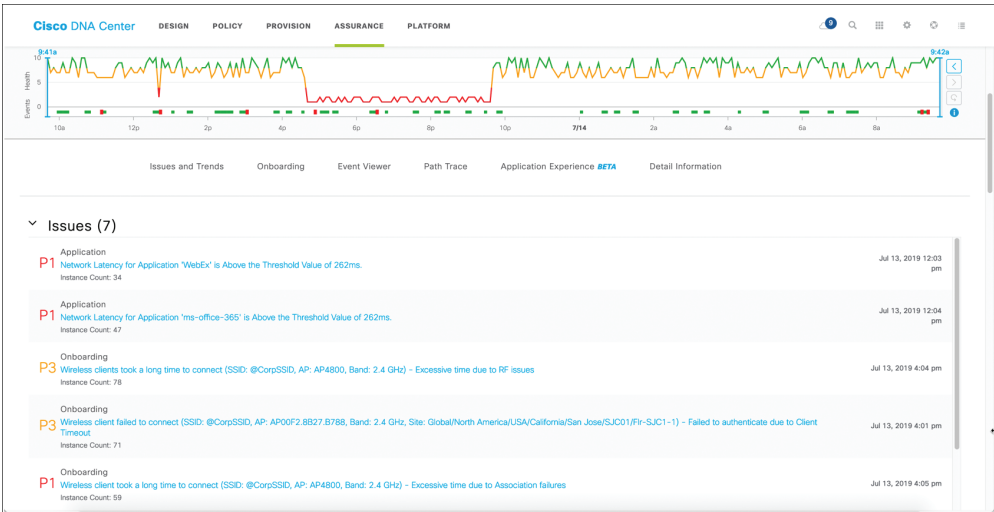 Cisco DNA Center DESIGN POLICY PROVISION ASSURANCE PLATFORM 9
9:41a 9:42a
10
Health
5
Events
0
10a 12p 2p 4p 6p 8p 10p 7/14 2a 4a 6a 8a
Issues and Trends Onboarding Event Viewer Path Trace Application Experience BETA Detail Information
Issues (7)
Application
P1 Network Latency for Application 'WebEx' is Above the Threshold Value of 262ms. Jul 13, 2019 12:03
pm
Instance Count: 34
Application
P1 Network Latency for Application 'ms-office-365' is Above the Threshold Value of 262ms. Jul 13, 2019 12:04
pm
Instance Count: 47
Onboarding
P3 Wireless clients took a long time to connect (SSID: @CorpSSID, AP: AP4800, Band: 2.4 GHz) - Excessive time due to RF issues Jul 13, 2019 4:04 pm
Instance Count: 78
Onboarding
P3 Wireless client failed to connect (SSID: @CorpSSID, AP: AP00F2.8B27.B788, Band: 2.4 GHz, Site: Global/North America/USA/California/San Jose/SJC01/Flr-SJC1-1) - Failed to authenticate due to Client Jul 13, 2019 4:01 pm
Timeout
Instance Count: 71
Onboarding
P1 Wireless client took a long time to connect (SSID: @CorpSSID, AP: AP4800, Band: 2.4 GHz) - Excessive time due to Association failures Jul 13, 2019 4:05 pm
Instance Count: 59